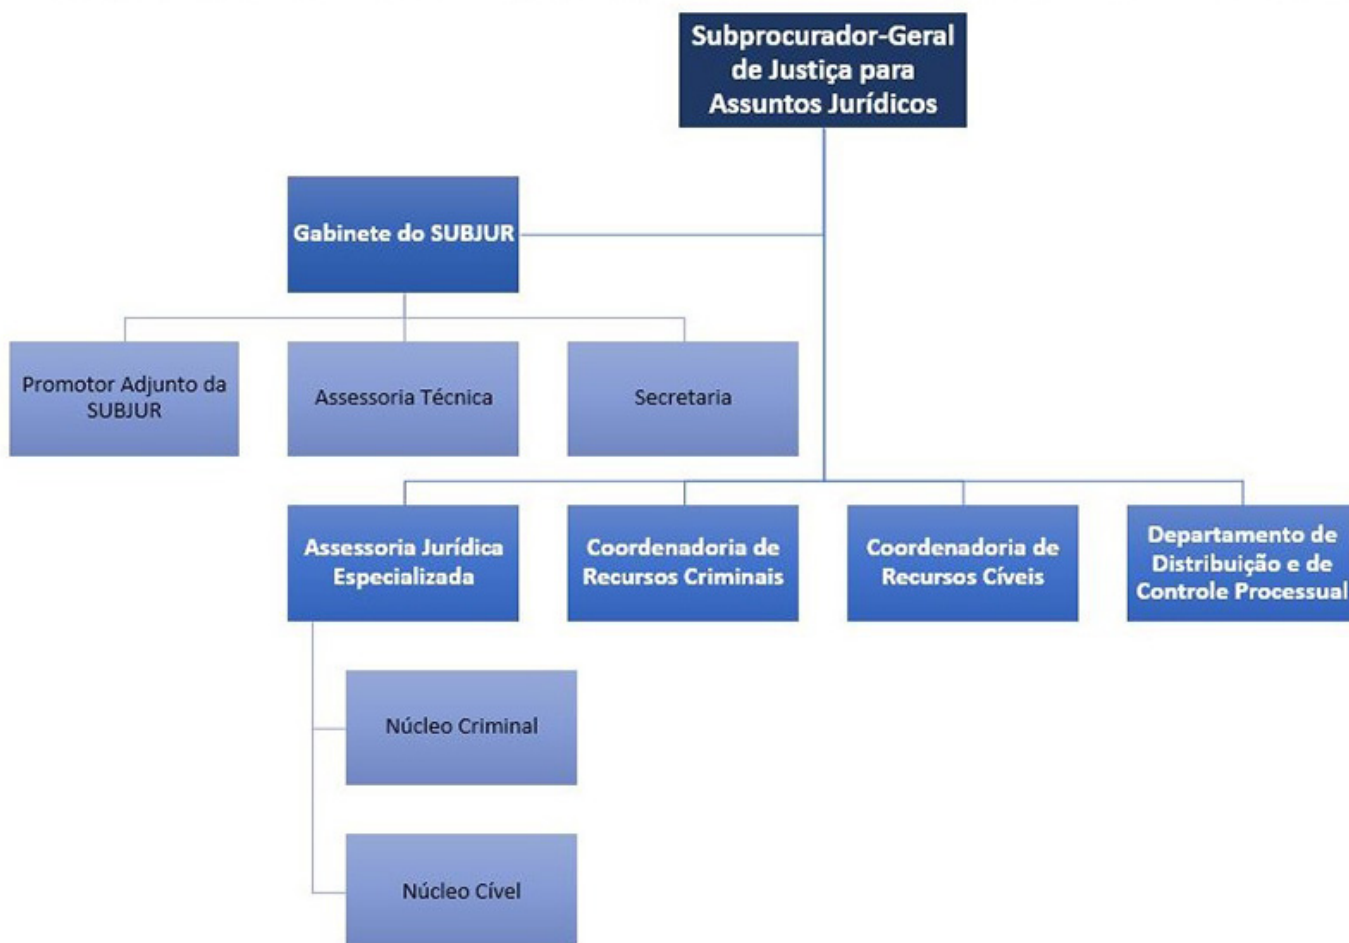 Subprocurador-Geral
de Justiça para
Assuntos Jurídicos
Gabinete do SUBJUR
Promotor Adjunto da
SUBJUR
Assessoria Técnica
Secretaria
Assessoria Jurídica
Especializada
Coordenadoria de
Recursos Criminais
Coordenadoria de
Recursos Cíveis
Departamento de
Distribuição e de
Controle Processual
Núcleo Criminal
Núcleo Cível